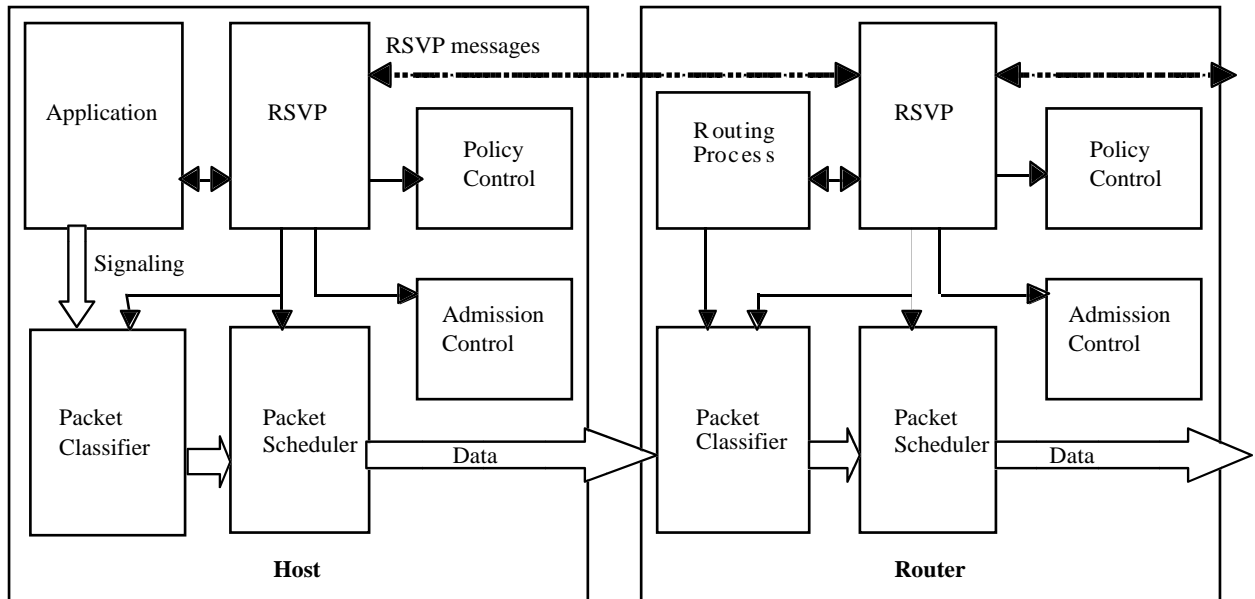 RSVP messages
Application
RSVP
Policy
Control
Signaling
Admission
Control
Packet
Classifier
Packet
Scheduler
Data
Host
Routing
Process
RSVP
Policy
Control
Admission
Control
Packet
Classifier
Packet
Scheduler
Data
Router